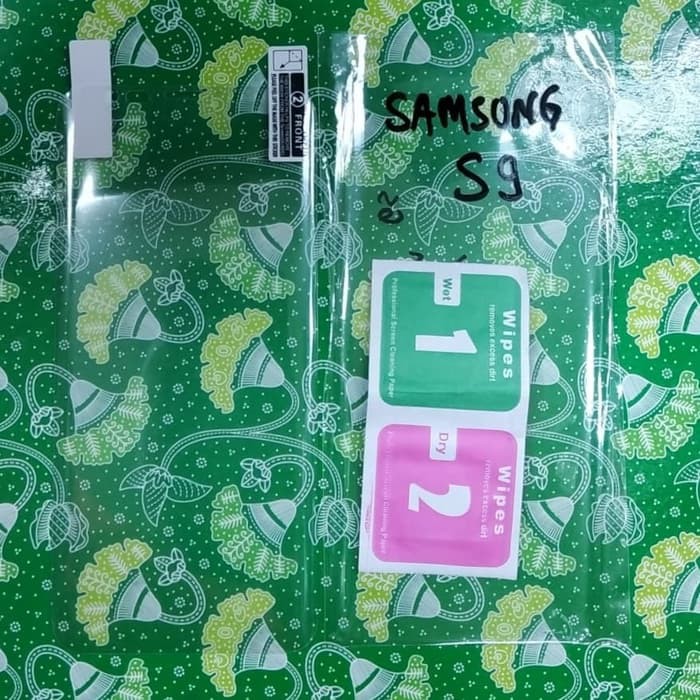 SAMSONG
S9
② FRONT
Wet
1
Wipes
removes excess dirt
Professional Screen Cleaning Paper
Dry
2
Wipes
removes excess dirt